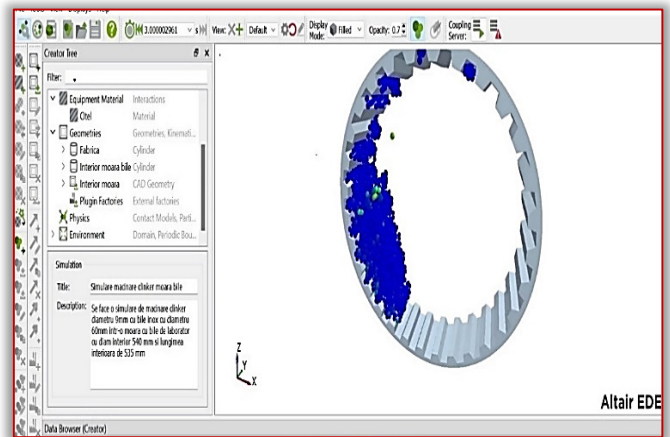 3.000002961
s
View:
Default
Display
Mode:
Filled
Opacity: 0.7
Coupling
Server:
Creator Tree
Filter:
Equipment Material Interactions
Otel Material
Geometries Geometries, Kinemati...
Fabrica Cylinder
Interior moara bile Cylinder
Interior moara CAD Geometry
Plugin Factories External factories
Physics Contact Models, Parti...
Environment Domain, Periodic Bou...
Simulation
Title: Simulare macinare clinker moara bile
Description: Se face o simulare de macinare clinker
diametru 9mm cu bile inox cu diametru
60mm intr-o moara cu bile de laborator
cu diam interior 540 mm si lungimea
interioara de 535 mm
Z
Y
X
Altair EDE
Data Browser (Creator)